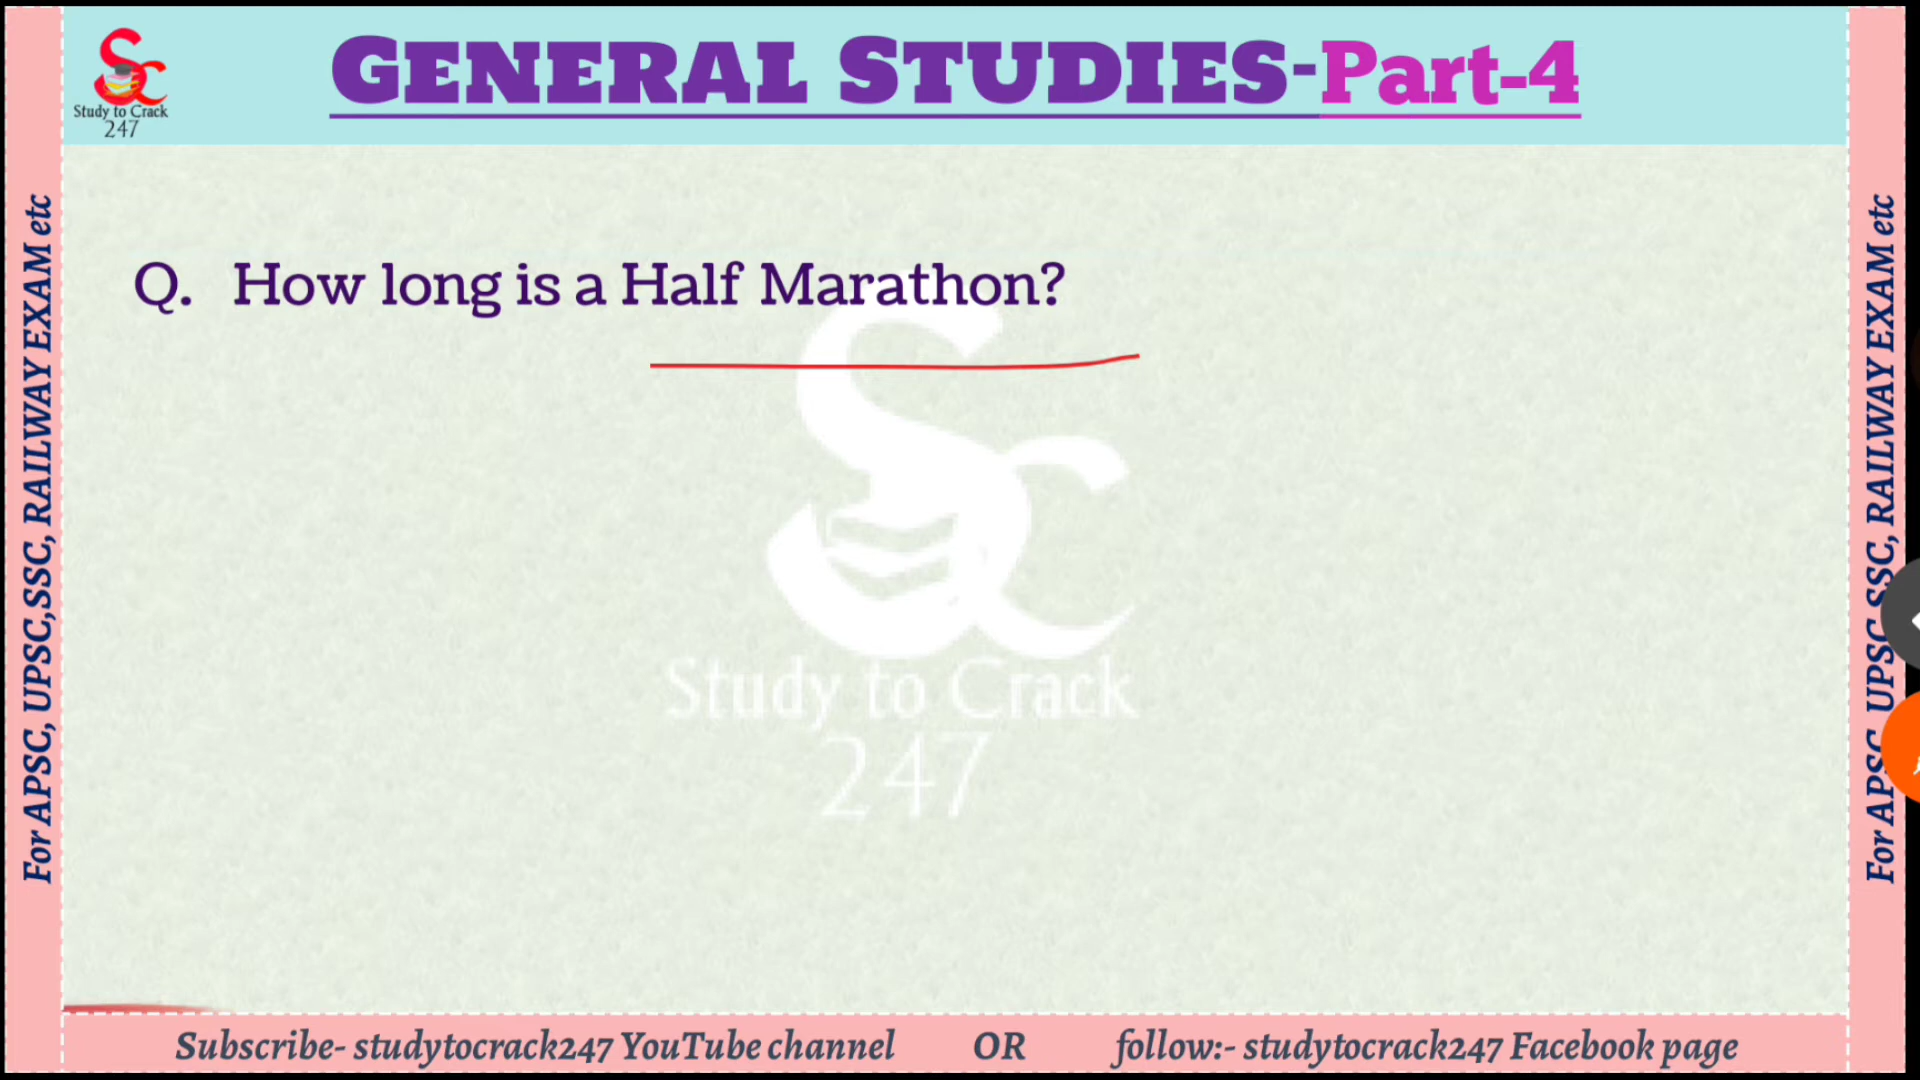 GENERAL STUDIES-Part-4
Study to Crack
247
For APSC, UPSC,SSC, RAILWAY EXAM etc
Q. How long is a Half Marathon?
Study to Crack
247
For APSC, UPSC,SSC, RAILWAY EXAM etc
Subscribe- studytocrack247 YouTube channel OR follow:- studytocrack247 Facebook page